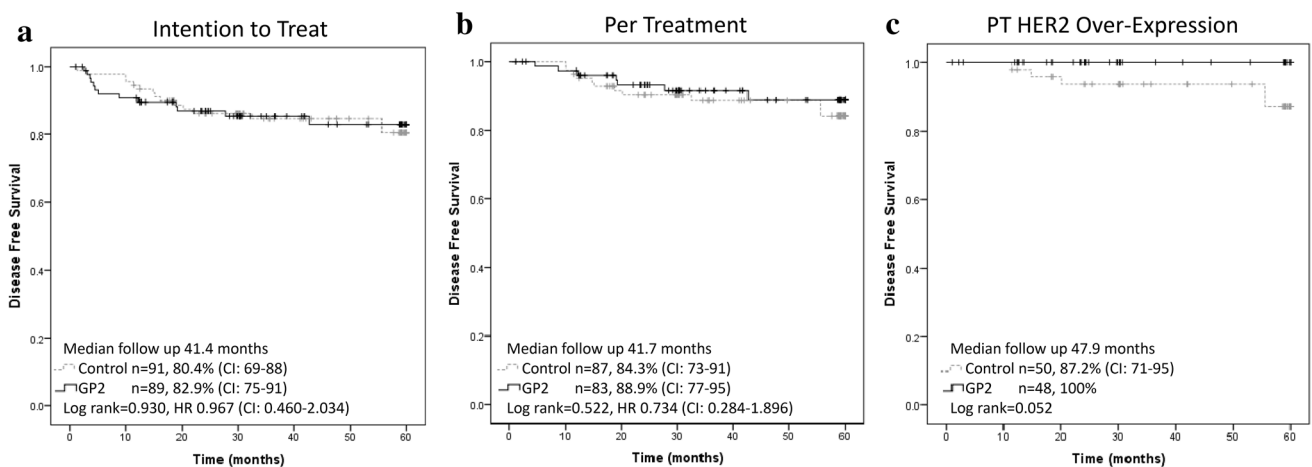 a
Intention to Treat
Disease Free Survival
1.0
0.8
0.6
0.4
0.2
0.0
Median follow up 41.4 months
Control n=91, 80.4% (CI: 69-88)
GP2 n=89, 82.9% (CI: 75-91)
Log rank=0.930, HR 0.967 (CI: 0.460-2.034)
0 10 20 30 40 50 60
Time (months)
b
Per Treatment
Disease Free Survival
1.0
0.8
0.6
0.4
0.2
0.0
Median follow up 41.7 months
Control n=87, 84.3% (CI: 73-91)
GP2 n=83, 88.9% (CI: 77-95)
Log rank=0.522, HR 0.734 (CI: 0.284-1.896)
0 10 20 30 40 50 60
Time (months)
c
PT HER2 Over-Expression
Disease Free Survival
1.0
0.8
0.6
0.4
0.2
0.0
Median follow up 47.9 months
Control n=50, 87.2% (CI: 71-95)
GP2 n=48, 100%
Log rank=0.052
0 10 20 30 40 50 60
Time (months)